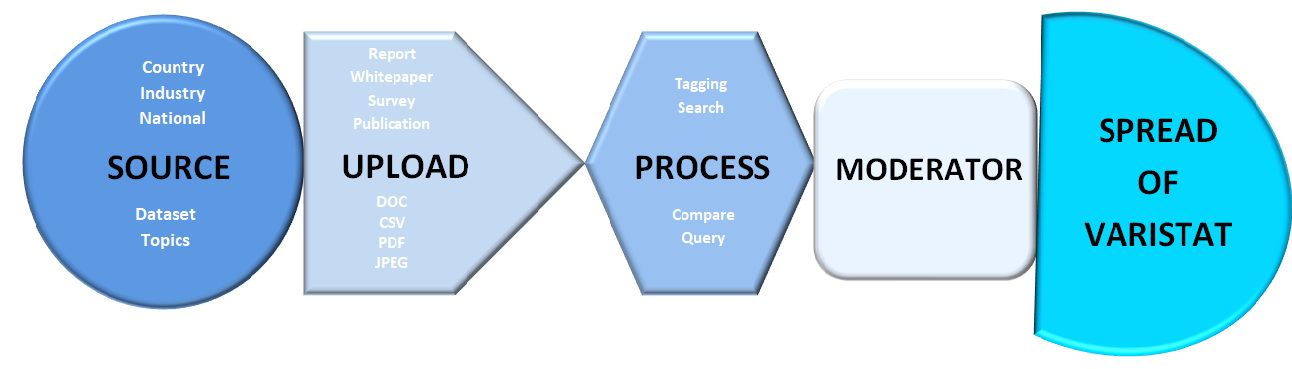 Country
Industry
National
SOURCE
Dataset
Topics
Report
Whitepaper
Survey
Publication
UPLOAD
DOC
CSV
PDF
JPEG
Tagging
Search
PROCESS
Compare
Query
MODERATOR
SPREAD
OF
VARISTAT